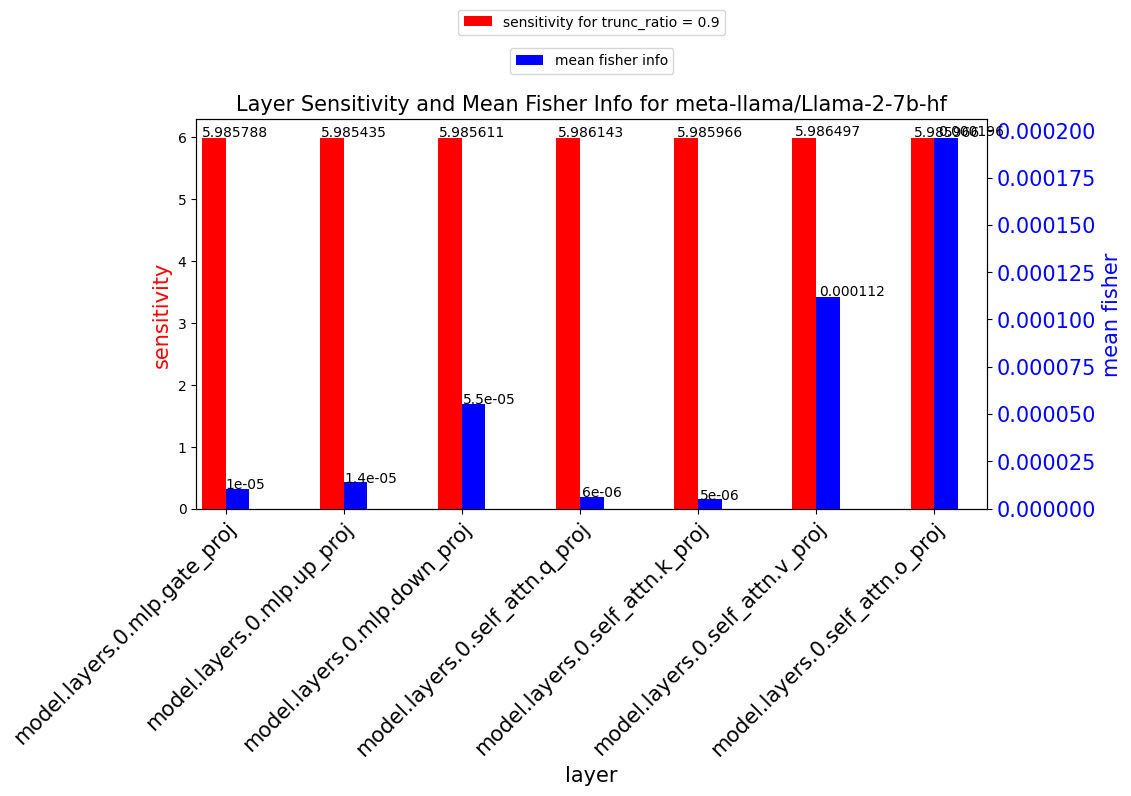 sensitivity for trunc_ratio = 0.9
mean fisher info
Layer Sensitivity and Mean Fisher Info for meta-llama/Llama-2-7b-hf
5.985788
5.985435
5.985611
5.986143
5.985966
5.986497
5.985966
0.000196
1e-05
1.4e-05
5.5e-05
6e-06
5e-06
0.000112
6
5
4
3
2
1
0
sensitivity
0.000200
0.000175
0.000150
0.000125
0.000100
0.000075
0.000050
0.000025
0.000000
mean fisher
model.layers.0.mlp.gate_proj
model.layers.0.mlp.up_proj
model.layers.0.mlp.down_proj
model.layers.0.self_attn.q_proj
model.layers.0.self_attn.k_proj
model.layers.0.self_attn.v_proj
model.layers.0.self_attn.o_proj
layer